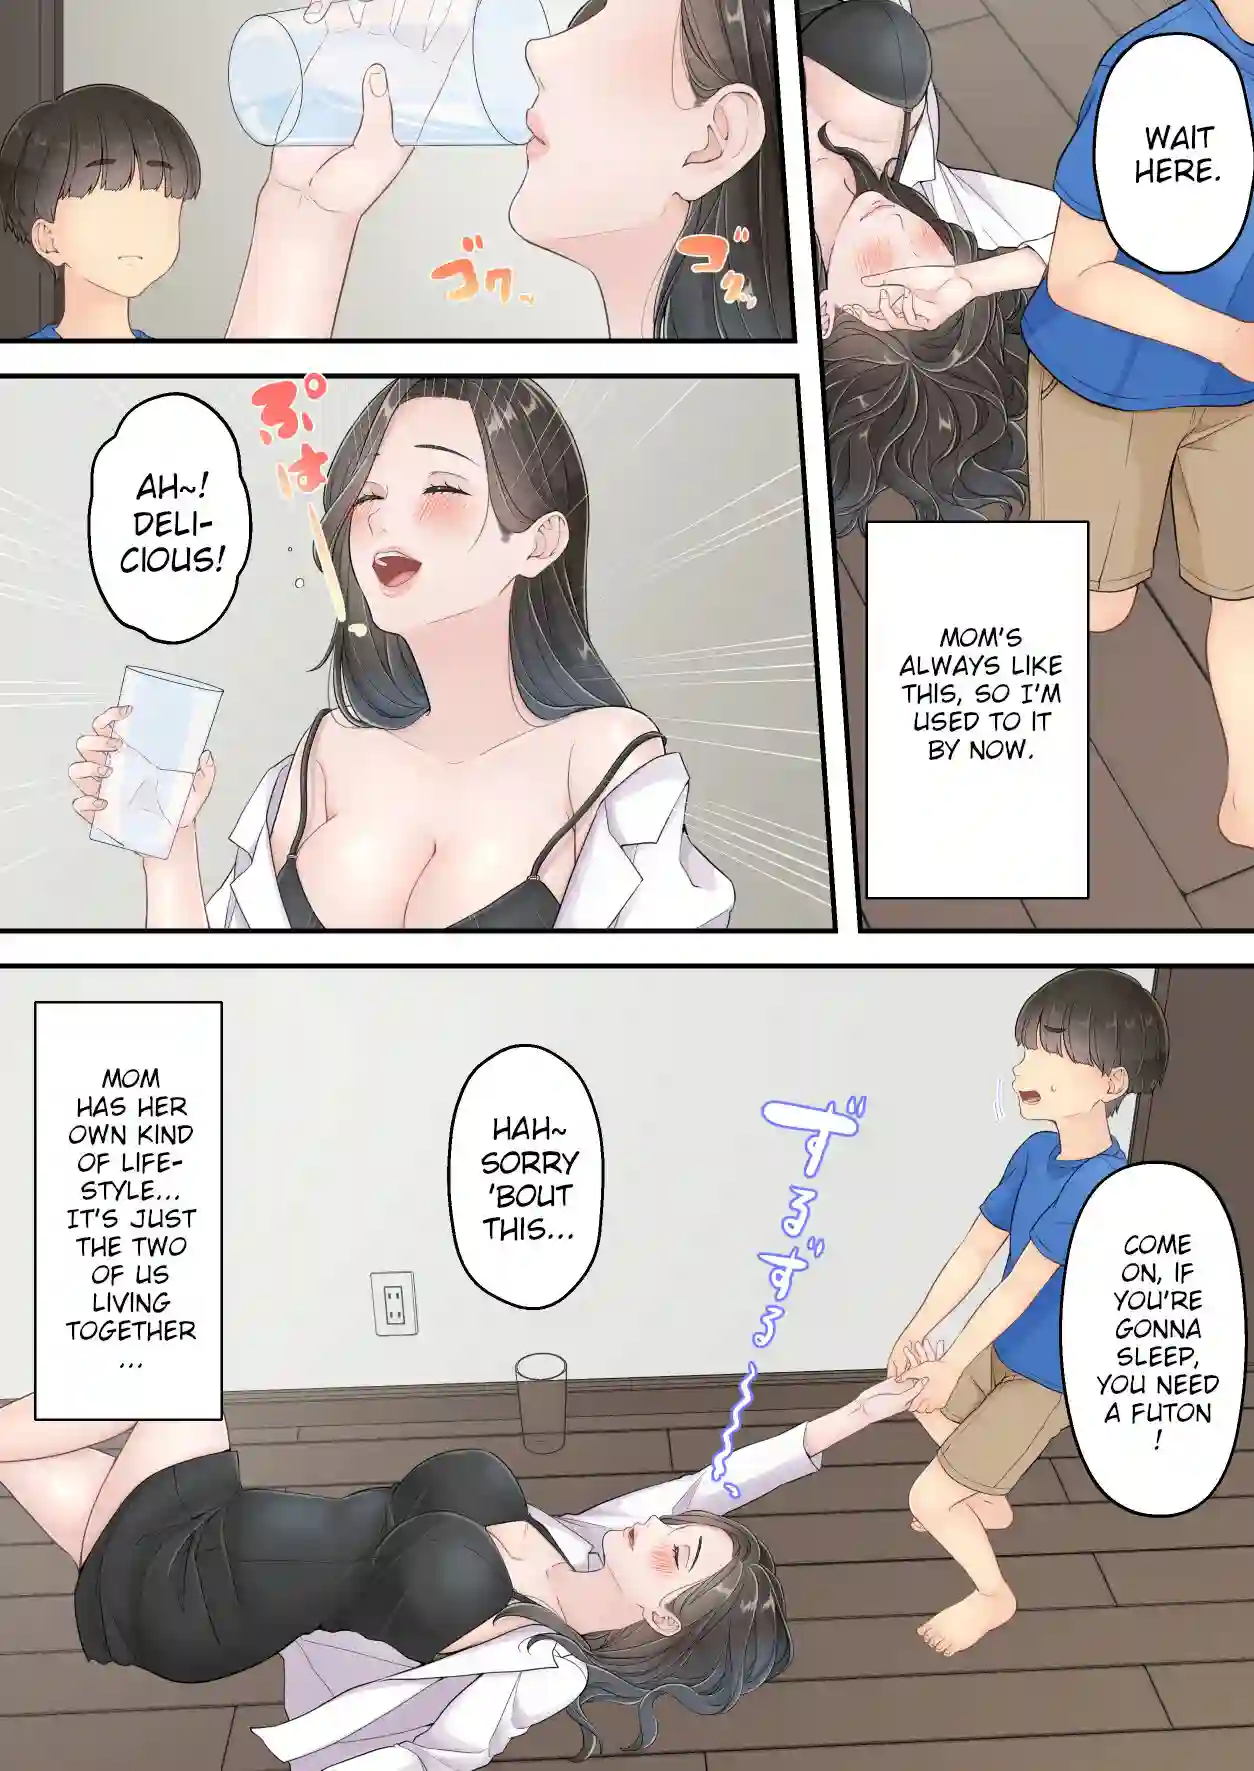 WAIT
HERE.
MOM'S
ALWAYS LIKE
THIS, SO I'M
USED TO IT
BY NOW.
ゴク
ゴクッ
ぷはー
AH~!
DELI-
CIOUS!
COME
ON, IF
YOU'RE
GONNA
SLEEP,
YOU NEED
A FUTON
!
ずるずる
HAH~
SORRY
'BOUT
THIS...
MOM
HAS HER
OWN KIND
OF LIFE-
STYLE...
IT'S JUST
THE TWO
OF US
LIVING
TOGETHER
...